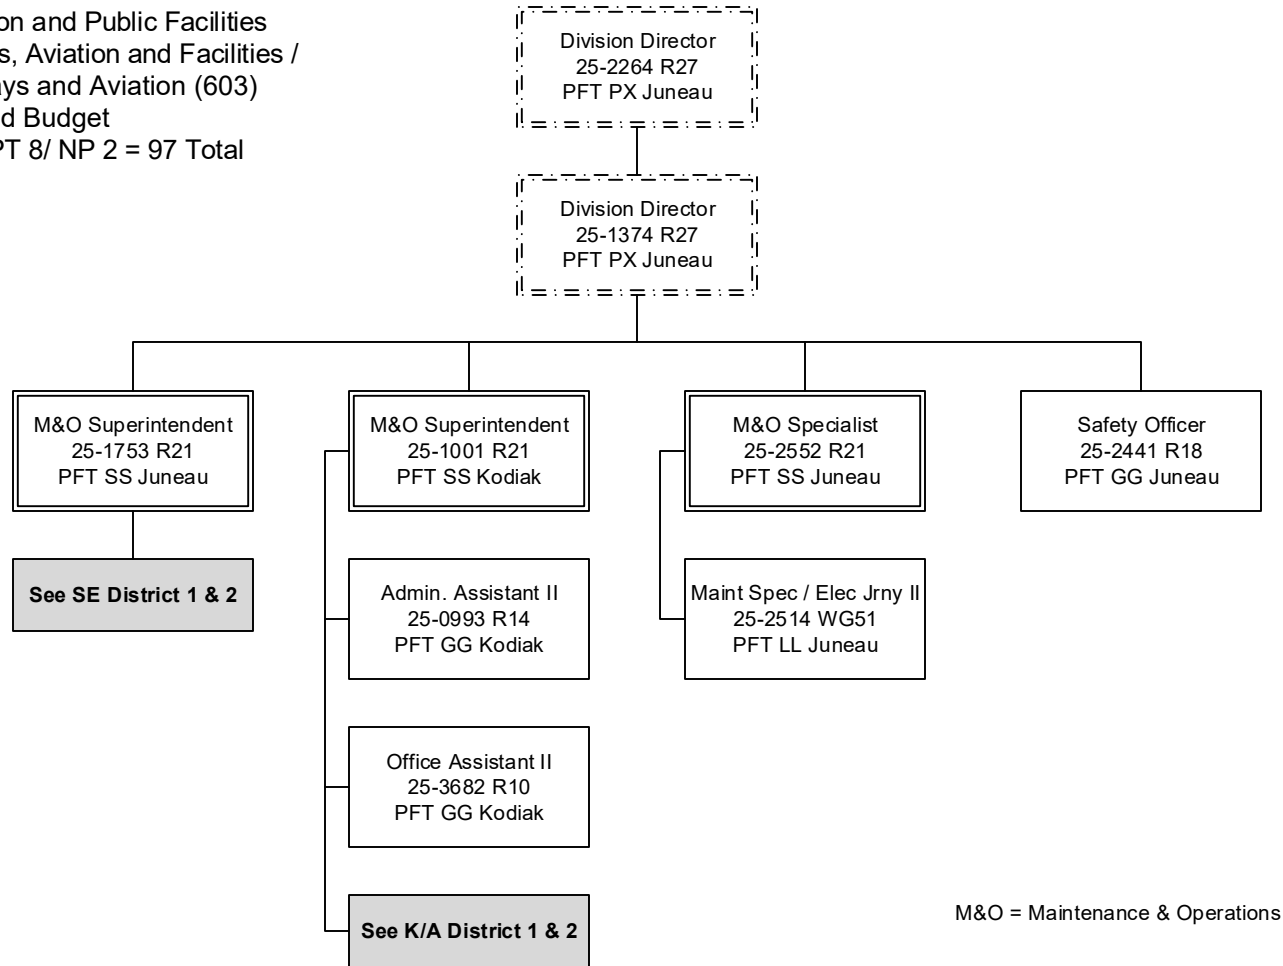 on and Public Facilities
s, Aviation and Facilities /
ys and Aviation (603)
d Budget
PT 8/ NP 2 = 97 Total
Division Director
25-2264 R27
PFT PX Juneau
Division Director
25-1374 R27
PFT PX Juneau
M&O Superintendent
25-1753 R21
PFT SS Juneau
M&O Superintendent
25-1001 R21
PFT SS Kodiak
M&O Specialist
25-2552 R21
PFT SS Juneau
Safety Officer
25-2441 R18
PFT GG Juneau
See SE District 1 & 2
Admin. Assistant II
25-0993 R14
PFT GG Kodiak
Maint Spec / Elec Jrny II
25-2514 WG51
PFT LL Juneau
Office Assistant II
25-3682 R10
PFT GG Kodiak
See K/A District 1 & 2
M&O = Maintenance & Operations